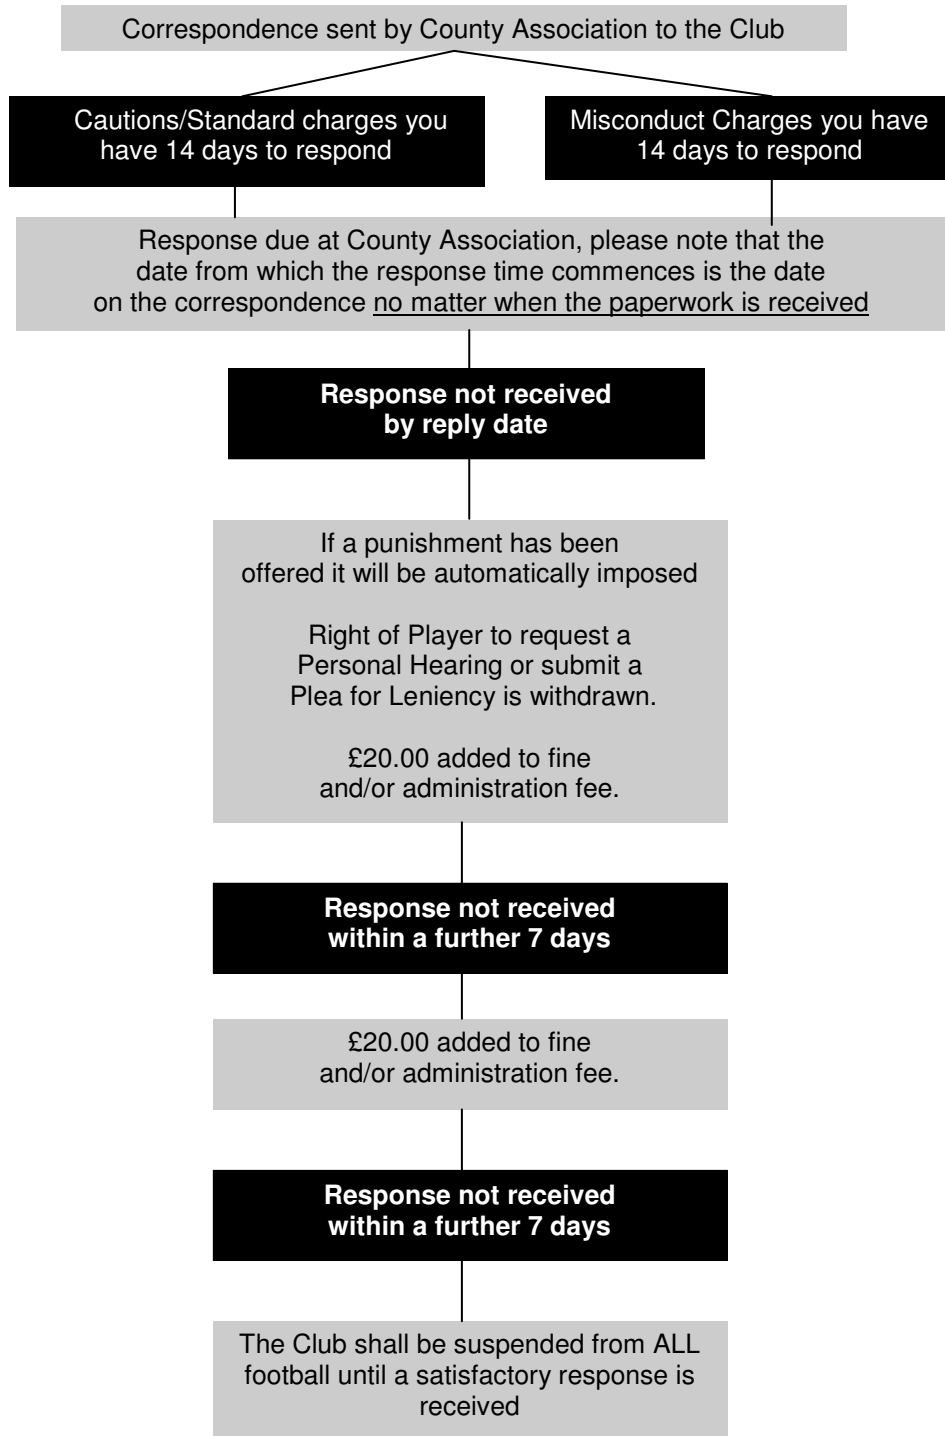 Correspondence sent by County Association to the Club
Cautions/Standard charges you
have 14 days to respond
Misconduct Charges you have
14 days to respond
Response due at County Association, please note that the
date from which the response time commences is the date
on the correspondence no matter when the paperwork is received
Response not received
by reply date
If a punishment has been
offered it will be automatically imposed
Right of Player to request a
Personal Hearing or submit a
Plea for Leniency is withdrawn.
£20.00 added to fine
and/or administration fee.
Response not received
within a further 7 days
£20.00 added to fine
and/or administration fee.
Response not received
within a further 7 days
The Club shall be suspended from ALL
football until a satisfactory response is
received